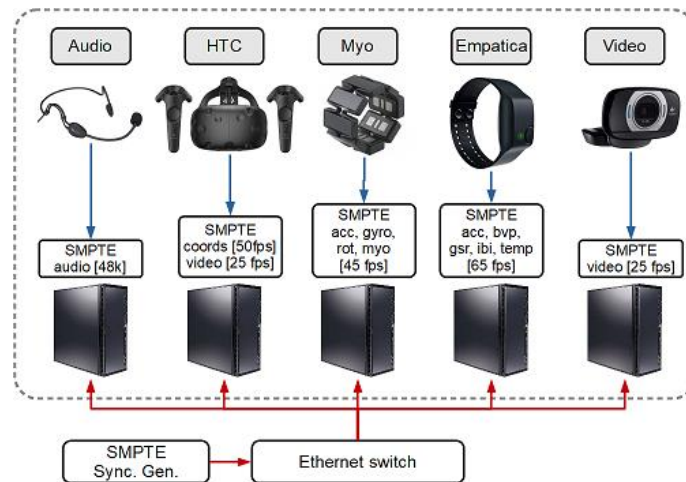 Audio
HTC
Myo
Empatica
Video
SMPTE
audio [48k]
SMPTE
coords [50fps]
video [25 fps]
SMPTE
acc, gyro,
rot, myo
[45 fps]
SMPTE
acc, bvp,
gsr, ibi, temp
[65 fps]
SMPTE
video [25 fps]
SMPTE
Sync. Gen.
Ethernet switch